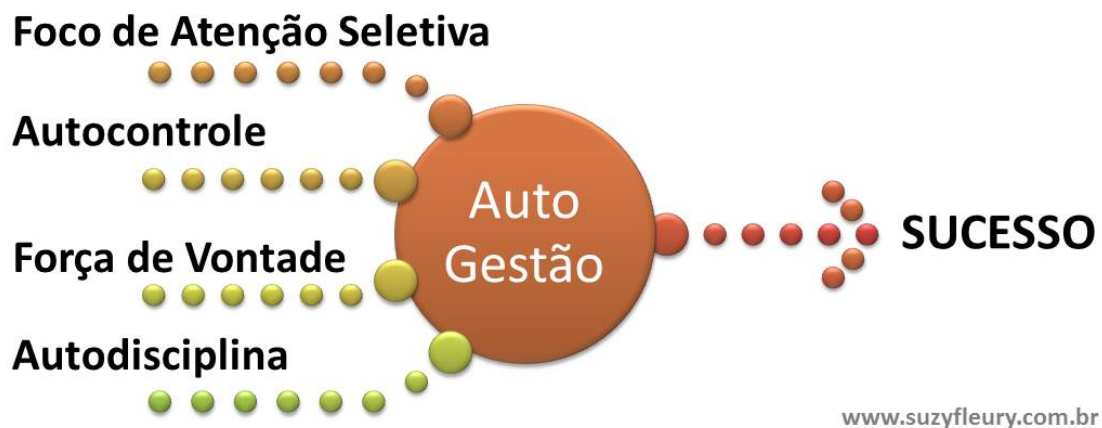 Foco de Atenção Seletiva
Autocontrole
Força de Vontade
Autodisciplina
Auto
Gestão
SUCESSO
www.suzyfleury.com.br